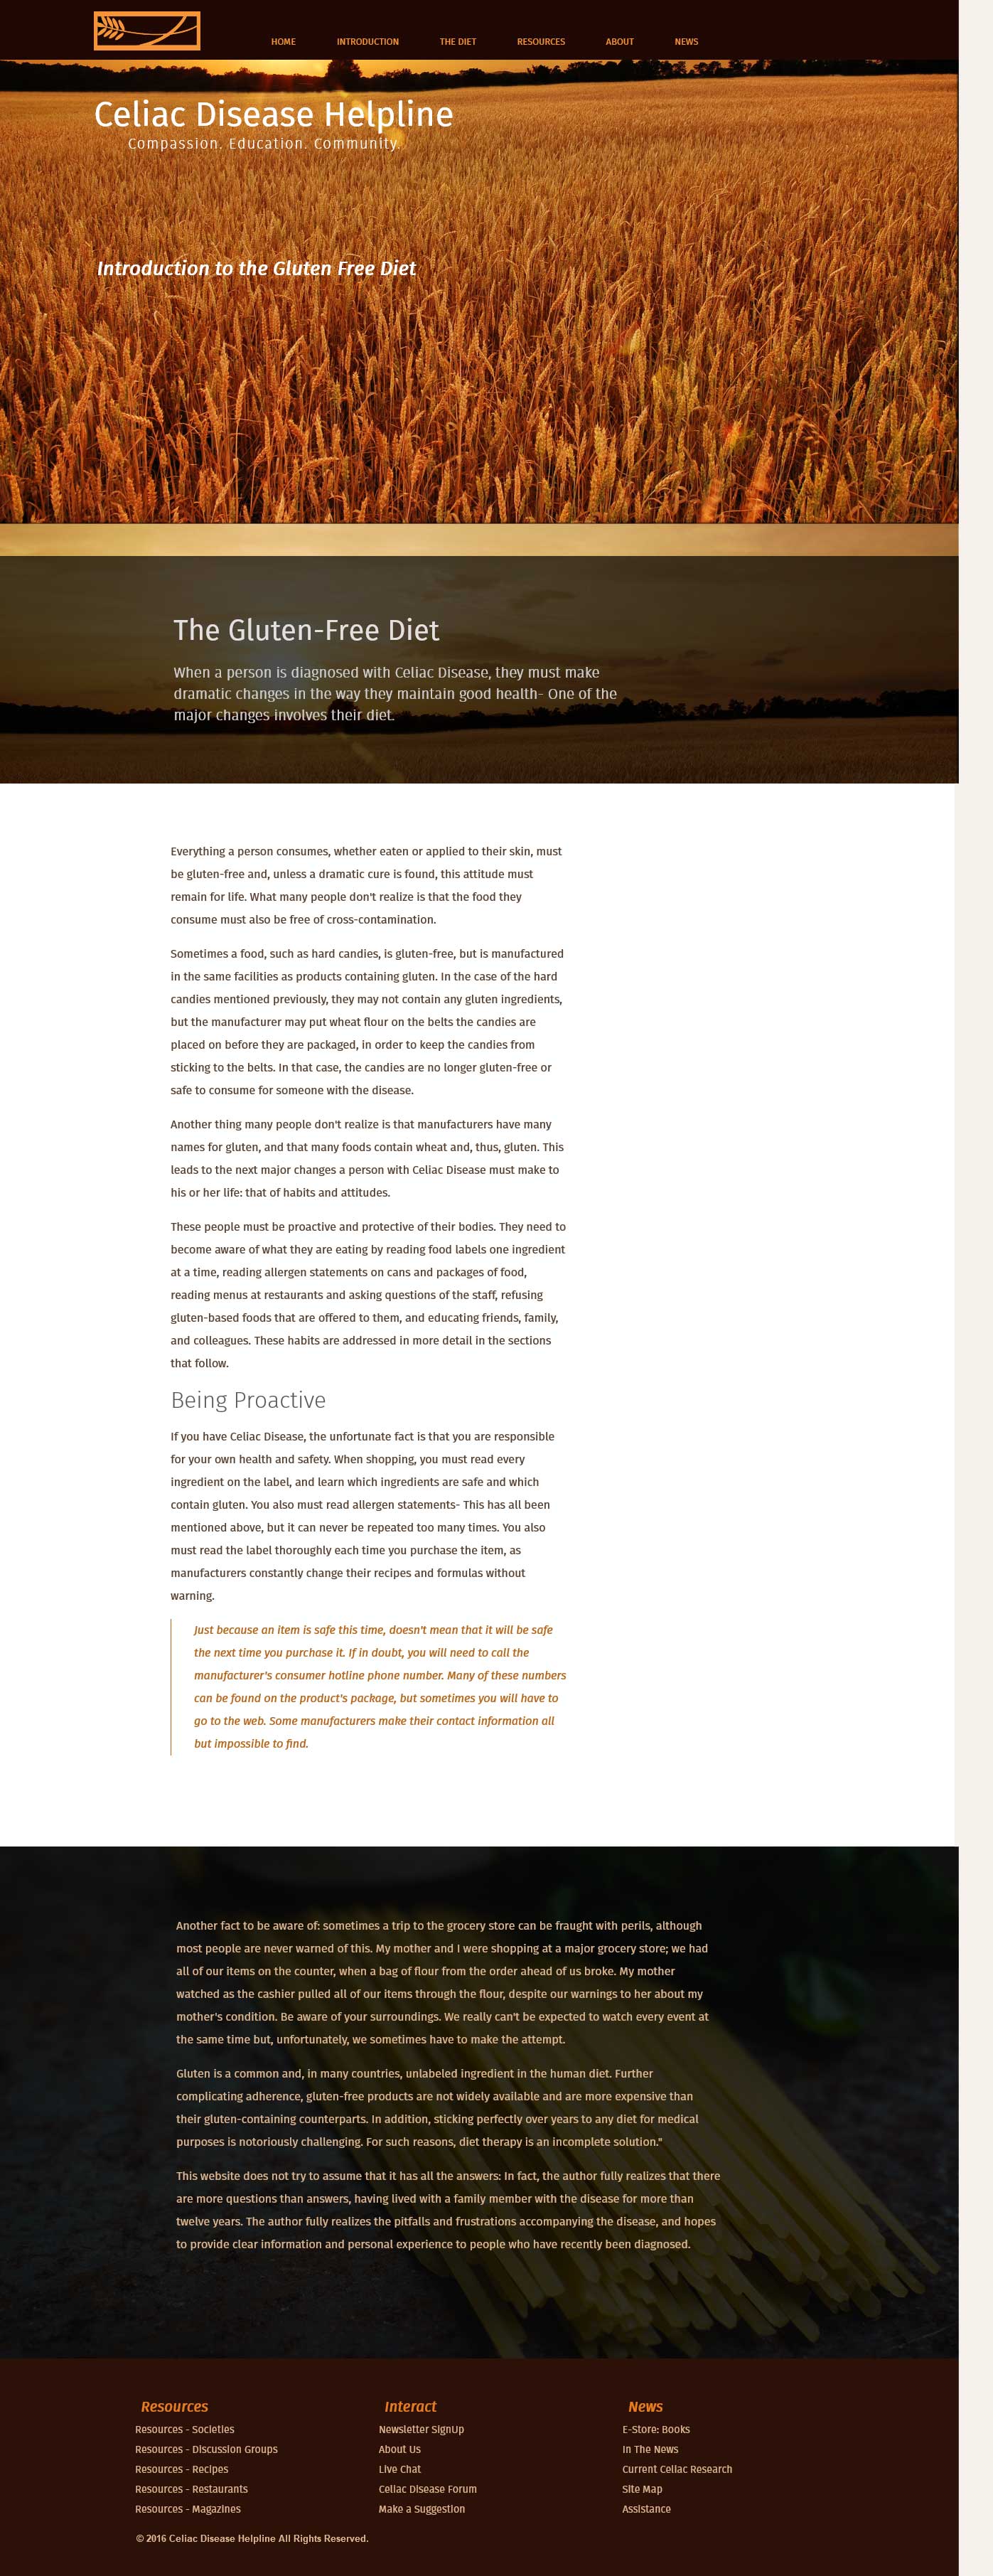 HOME INTRODUCTION THE DIET RESOURCES ABOUT NEWS
Celiac Disease Helpline
Compassion. Education. Community.
Introduction to the Gluten Free Diet
The Gluten-Free Diet
When a person is diagnosed with Celiac Disease, they must make
dramatic changes in the way they maintain good health- One of the
major changes involves their diet.
Everything a person consumes, whether eaten or applied to their skin, must
be gluten-free and, unless a dramatic cure is found, this attitude must
remain for life. What many people don't realize is that the food they
consume must also be free of cross-contamination.
Sometimes a food, such as hard candies, is gluten-free, but is manufactured
in the same facilities as products containing gluten. In the case of the hard
candies mentioned previously, they may not contain any gluten ingredients,
but the manufacturer may put wheat flour on the belts the candies are
placed on before they are packaged, in order to keep the candies from
sticking to the belts. In that case, the candies are no longer gluten-free or
safe to consume for someone with the disease.
Another thing many people don't realize is that manufacturers have many
names for gluten, and that many foods contain wheat and, thus, gluten. This
leads to the next major changes a person with Celiac Disease must make to
his or her life: that of habits and attitudes.
These people must be proactive and protective of their bodies. They need to
become aware of what they are eating by reading food labels one ingredient
at a time, reading allergen statements on cans and packages of food,
reading menus at restaurants and asking questions of the staff, refusing
gluten-based foods that are offered to them, and educating friends, family,
and colleagues. These habits are addressed in more detail in the sections
that follow.
Being Proactive
If you have Celiac Disease, the unfortunate fact is that you are responsible
for your own health and safety. When shopping, you must read every
ingredient on the label, and learn which ingredients are safe and which
contain gluten. You also must read allergen statements- This has all been
mentioned above, but it can never be repeated too many times. You also
must read the label thoroughly each time you purchase the item, as
manufacturers constantly change their recipes and formulas without
warning.
Just because an item is safe this time, doesn't mean that it will be safe
the next time you purchase it. If in doubt, you will need to call the
manufacturer's consumer hotline phone number. Many of these numbers
can be found on the product's package, but sometimes you will have to
go to the web. Some manufacturers make their contact information all
but impossible to find.
Another fact to be aware of: sometimes a trip to the grocery store can be fraught with perils, although
most people are never warned of this. My mother and I were shopping at a major grocery store; we had
all of our items on the counter, when a bag of flour from the order ahead of us broke. My mother
watched as the cashier pulled all of our items through the flour, despite our warnings to her about my
mother's condition. Be aware of your surroundings. We really can't be expected to watch every event at
the same time but, unfortunately, we sometimes have to make the attempt.
Gluten is a common and, in many countries, unlabeled ingredient in the human diet. Further
complicating adherence, gluten-free products are not widely available and are more expensive than
their gluten-containing counterparts. In addition, sticking perfectly over years to any diet for medical
purposes is notoriously challenging. For such reasons, diet therapy is an incomplete solution."
This website does not try to assume that it has all the answers: In fact, the author fully realizes that there
are more questions than answers, having lived with a family member with the disease for more than
twelve years. The author fully realizes the pitfalls and frustrations accompanying the disease, and hopes
to provide clear information and personal experience to people who have recently been diagnosed.
Resources Interact News
Resources - Societies Newsletter SignUp E-Store: Books
Resources - Discussion Groups About Us In The News
Resources - Recipes Live Chat Current Celiac Research
Resources - Restaurants Celiac Disease Forum Site Map
Resources - Magazines Make a Suggestion Assistance
© 2016 Celiac Disease Helpline All Rights Reserved.